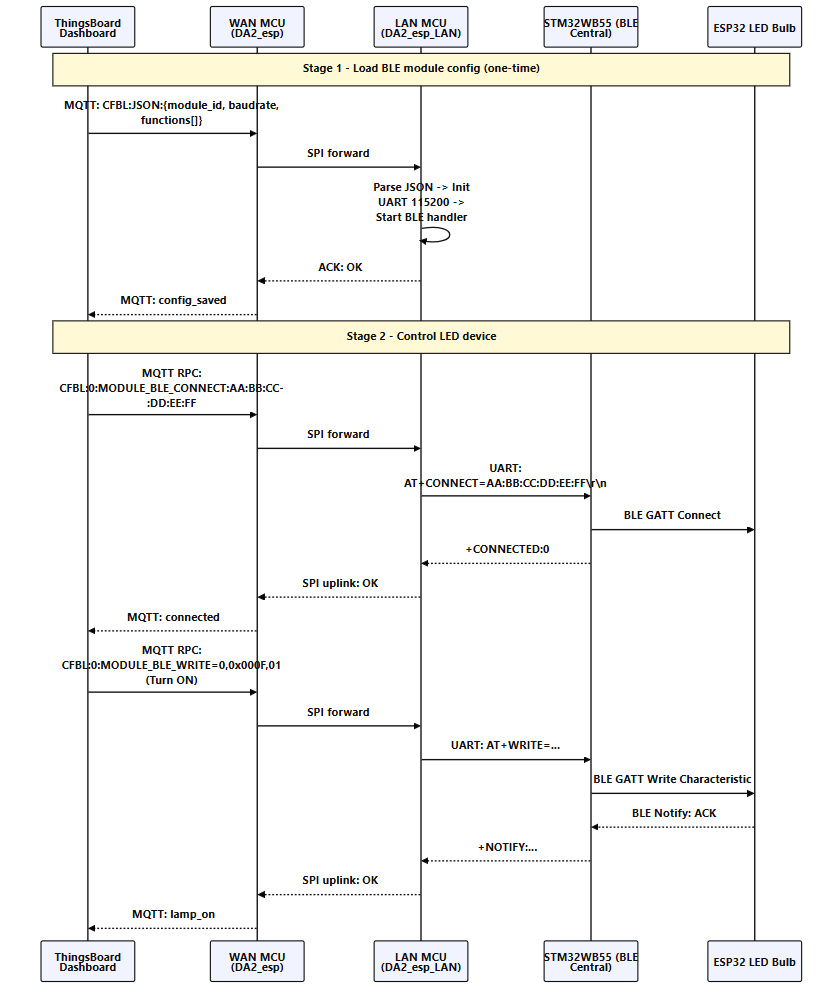 ThingsBoard
Dashboard
WAN MCU
(DA2_esp)
LAN MCU
(DA2_esp_LAN)
STM32WB55 (BLE
Central)
ESP32 LED Bulb
Stage 1 - Load BLE module config (one-time)
MQTT: CFBL:JSON:{module_id, baudrate,
functions[]}
SPI forward
Parse JSON -> Init
UART 115200 ->
Start BLE handler
ACK: OK
MQTT: config_saved
Stage 2 - Control LED device
MQTT RPC:
CFBL:0:MODULE_BLE_CONNECT:AA:BB:CC-
:DD:EE:FF
SPI forward
UART:
AT+CONNECT=AA:BB:CC:DD:EE:FF\r\n
BLE GATT Connect
+CONNECTED:0
SPI uplink: OK
MQTT: connected
MQTT RPC:
CFBL:0:MODULE_BLE_WRITE=0,0x000F,01
(Turn ON)
SPI forward
UART: AT+WRITE=...
BLE GATT Write Characteristic
BLE Notify: ACK
+NOTIFY:...
SPI uplink: OK
MQTT: lamp_on
ThingsBoard
Dashboard
WAN MCU
(DA2_esp)
LAN MCU
(DA2_esp_LAN)
STM32WB55 (BLE
Central)
ESP32 LED Bulb